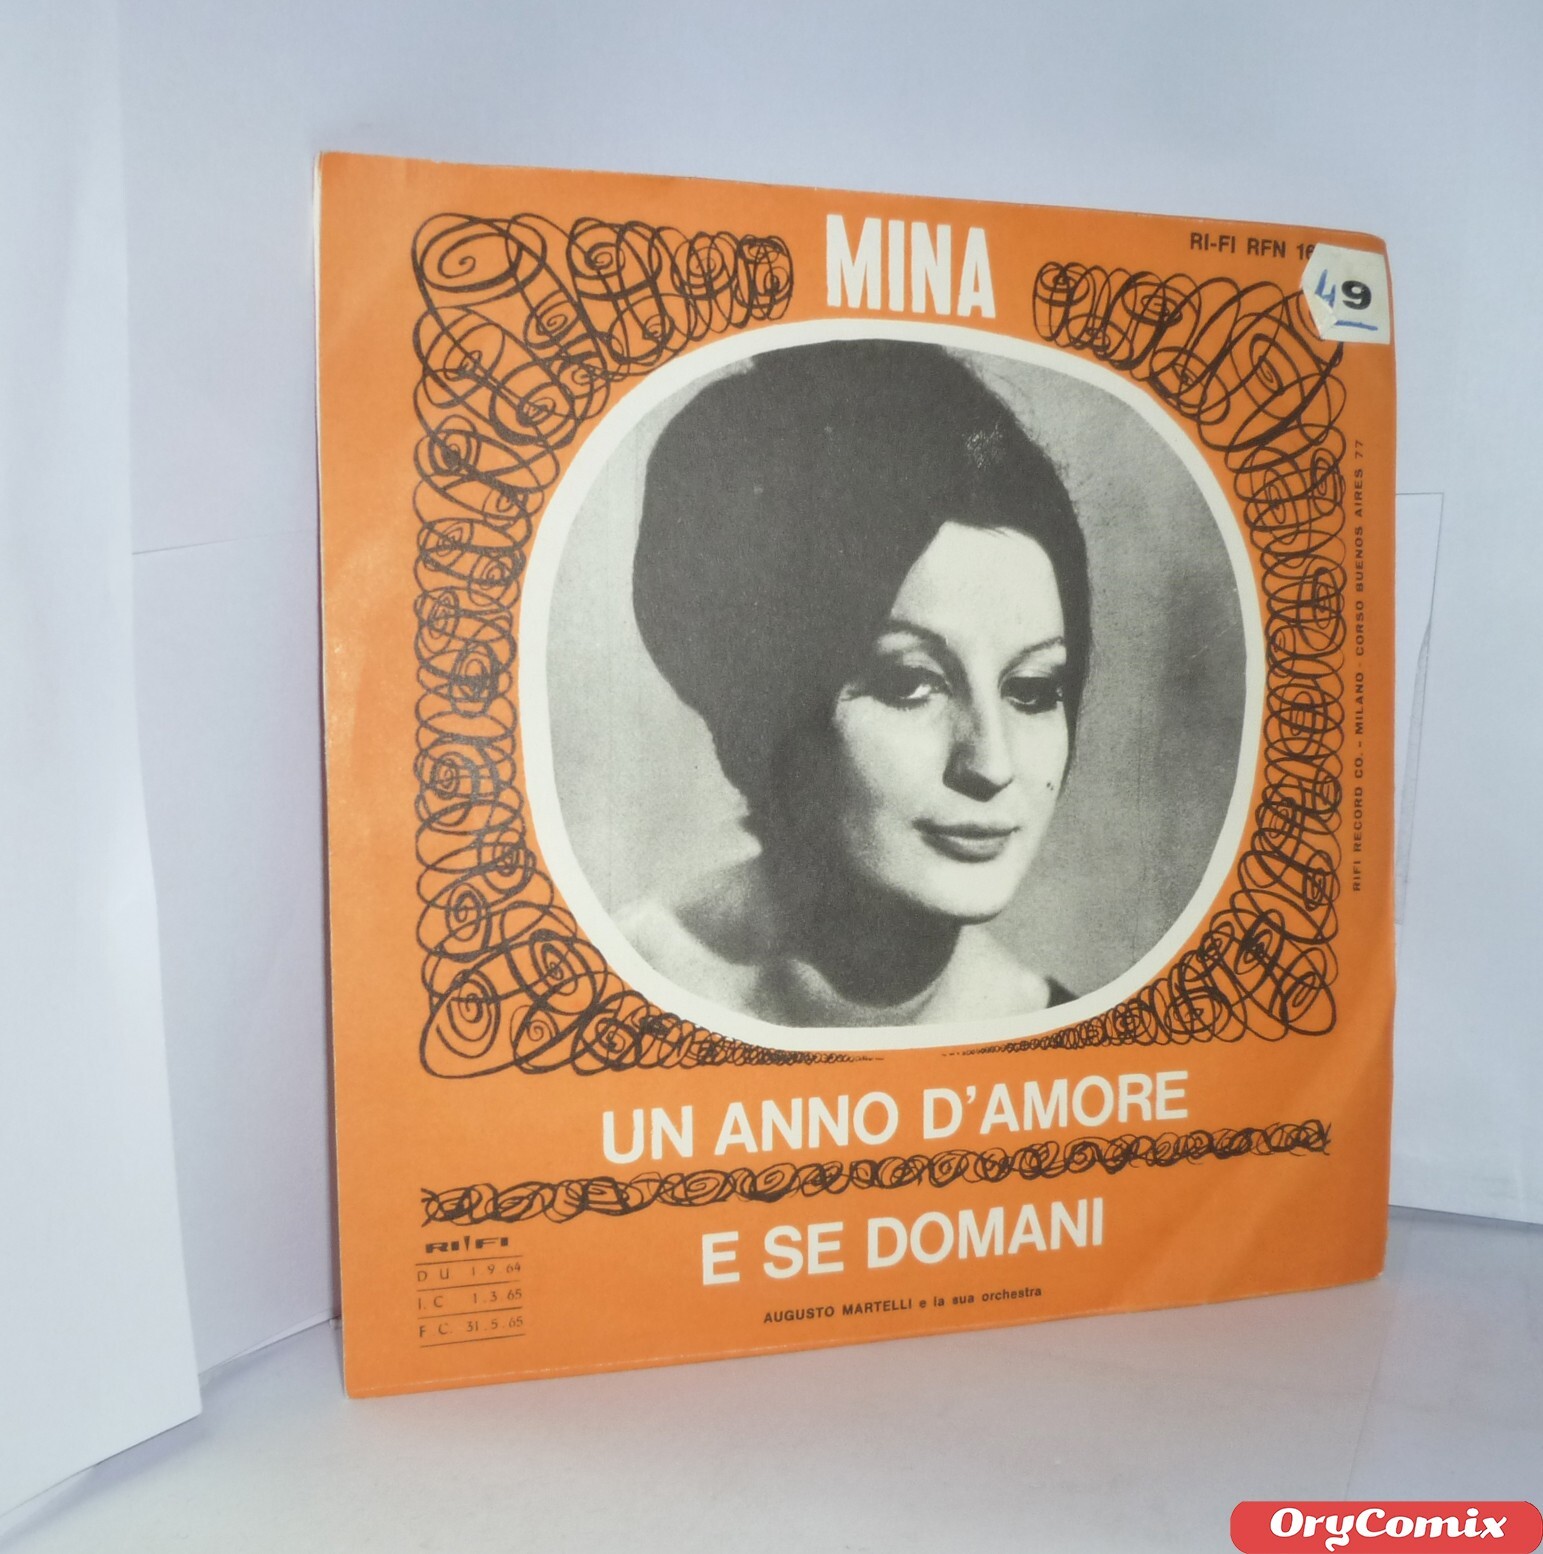 MINA
RI-FI RFN 16
49
RIFI RECORD CO. - MILANO - CORSO BUENOS AIRES 77
UN ANNO D'AMORE
E SE DOMANI
AUGUSTO MARTELLI e la sua orchestra
RI-FI
D U 1 9 64
I. C 1 . 3 65
F C. 31 . 5 . 65
OryComix